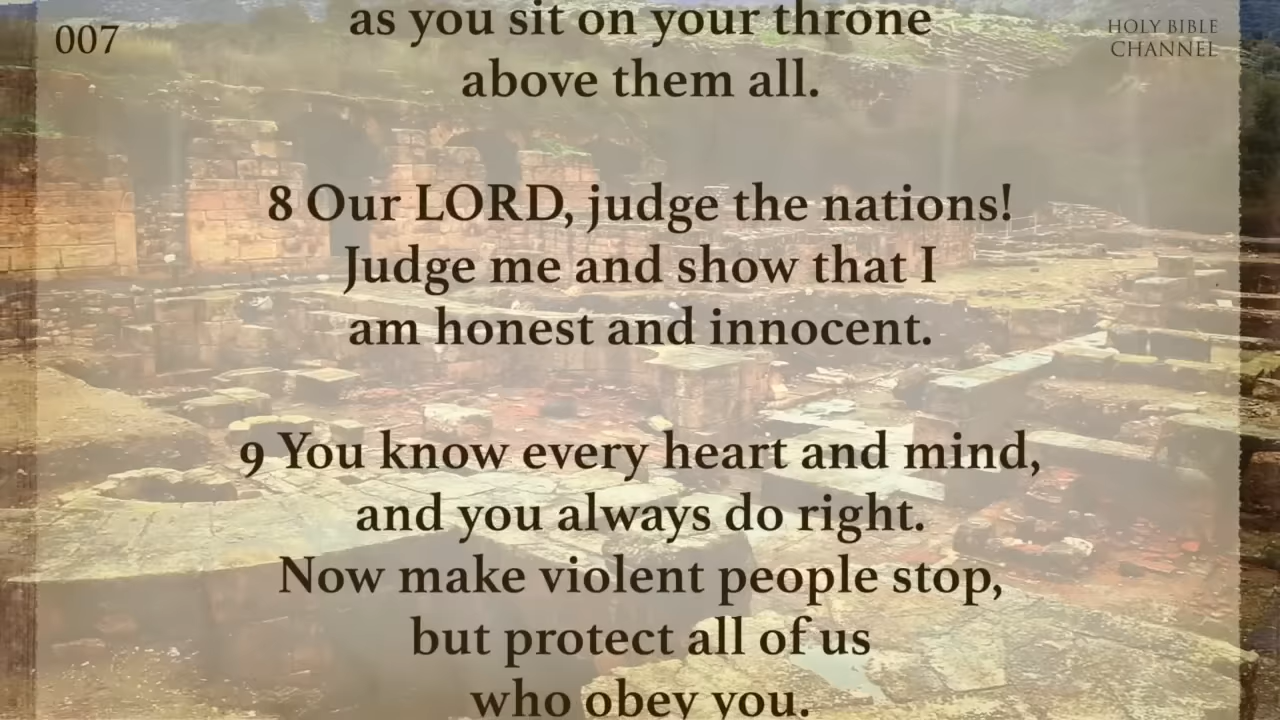 007
HOLY BIBLE
CHANNEL
as you sit on your throne
above them all.
8 Our LORD, judge the nations!
Judge me and show that I
am honest and innocent.
9 You know every heart and mind,
and you always do right.
Now make violent people stop,
but protect all of us
who obey you.